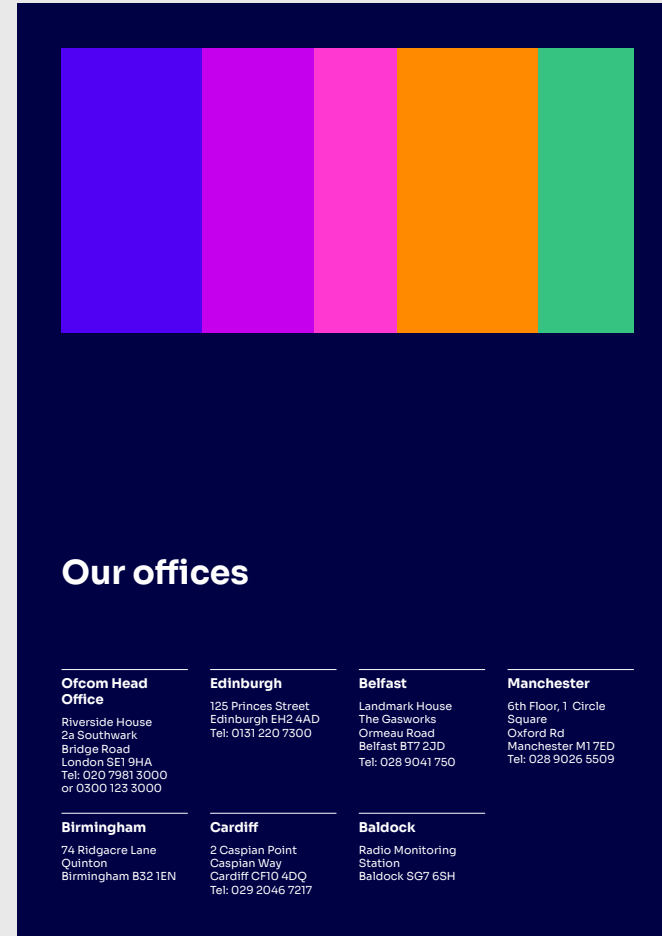 Our offices
Ofcom Head
Office
Riverside House
2a Southwark
Bridge Road
London SE1 9HA
Tel: 020 7981 3000
or 0300 123 3000
Edinburgh
125 Princes Street
Edinburgh EH2 4AD
Tel: 0131 220 7300
Belfast
Landmark House
The Gasworks
Ormeau Road
Belfast BT7 2JD
Tel: 028 9041 750
Manchester
6th Floor, 1 Circle
Square
Oxford Rd
Manchester M1 7ED
Tel: 028 9026 5509
Birmingham
74 Ridgacre Lane
Quinton
Birmingham B32 1EN
Cardiff
2 Caspian Point
Caspian Way
Cardiff CF10 4DQ
Tel: 029 2046 7217
Baldock
Radio Monitoring
Station
Baldock SG7 6SH